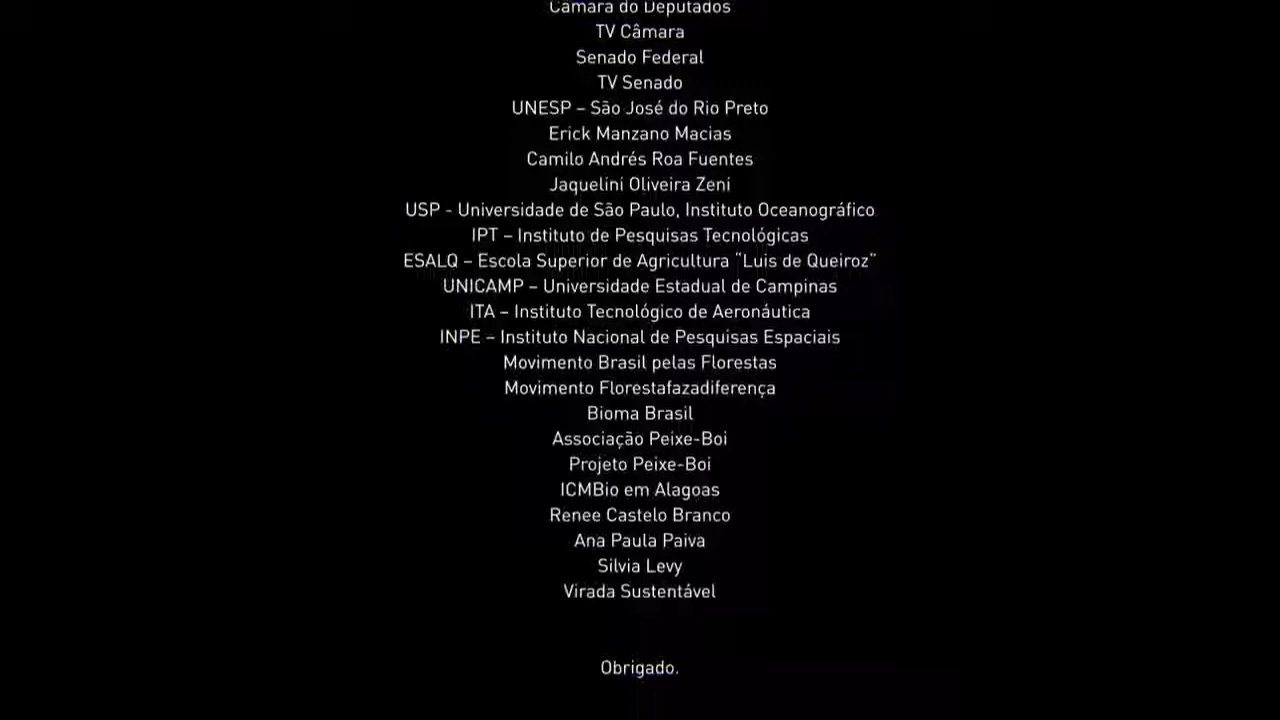 Câmara do Deputados
TV Câmara
Senado Federal
TV Senado
UNESP – São José do Rio Preto
Erick Manzano Macias
Camilo Andrés Roa Fuentes
Jaquelini Oliveira Zeni
USP - Universidade de São Paulo, Instituto Oceanográfico
IPT – Instituto de Pesquisas Tecnológicas
ESALQ – Escola Superior de Agricultura “Luis de Queiroz”
UNICAMP – Universidade Estadual de Campinas
ITA – Instituto Tecnológico de Aeronáutica
INPE – Instituto Nacional de Pesquisas Espaciais
Movimento Brasil pelas Florestas
Movimento Florestafazadiferença
Bioma Brasil
Associação Peixe-Boi
Projeto Peixe-Boi
ICMBio em Alagoas
Renee Castelo Branco
Ana Paula Paiva
Silvia Levy
Virada Sustentável
Obrigado.